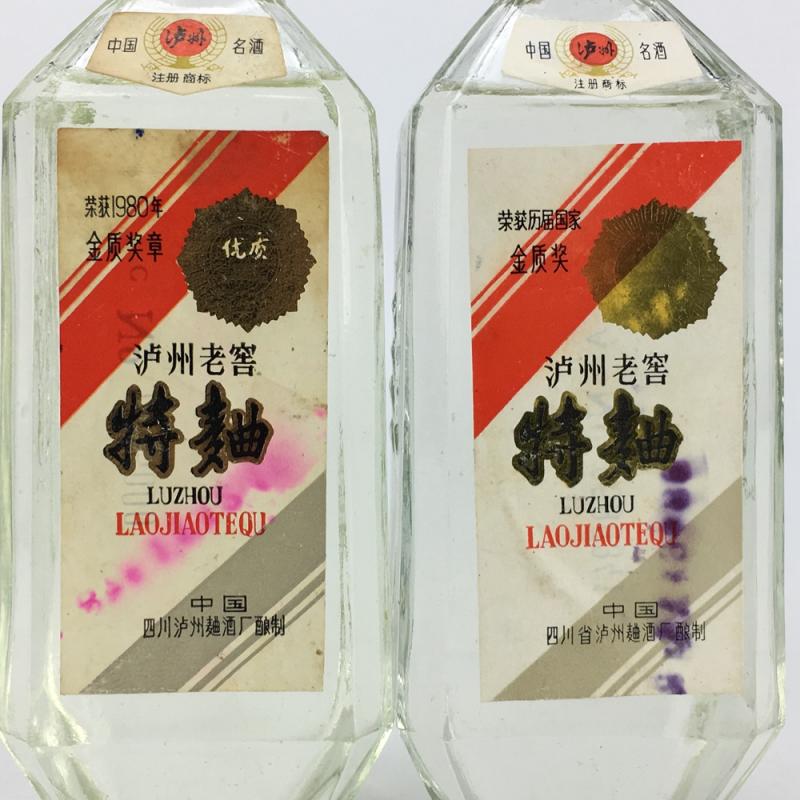 中国 泸州 名酒
注册商标
荣获1980年
金质奖章
优质
泸州老窖
特麯
LUZHOU
LAOJIAOTEQU
中国
四川泸州麯酒厂酿制
中国 泸州 名酒
注册商标
荣获历届国家
金质奖
泸州老窖
特麯
LUZHOU
LAOJIAOTEQU
中国
四川省泸州麯酒厂酿制